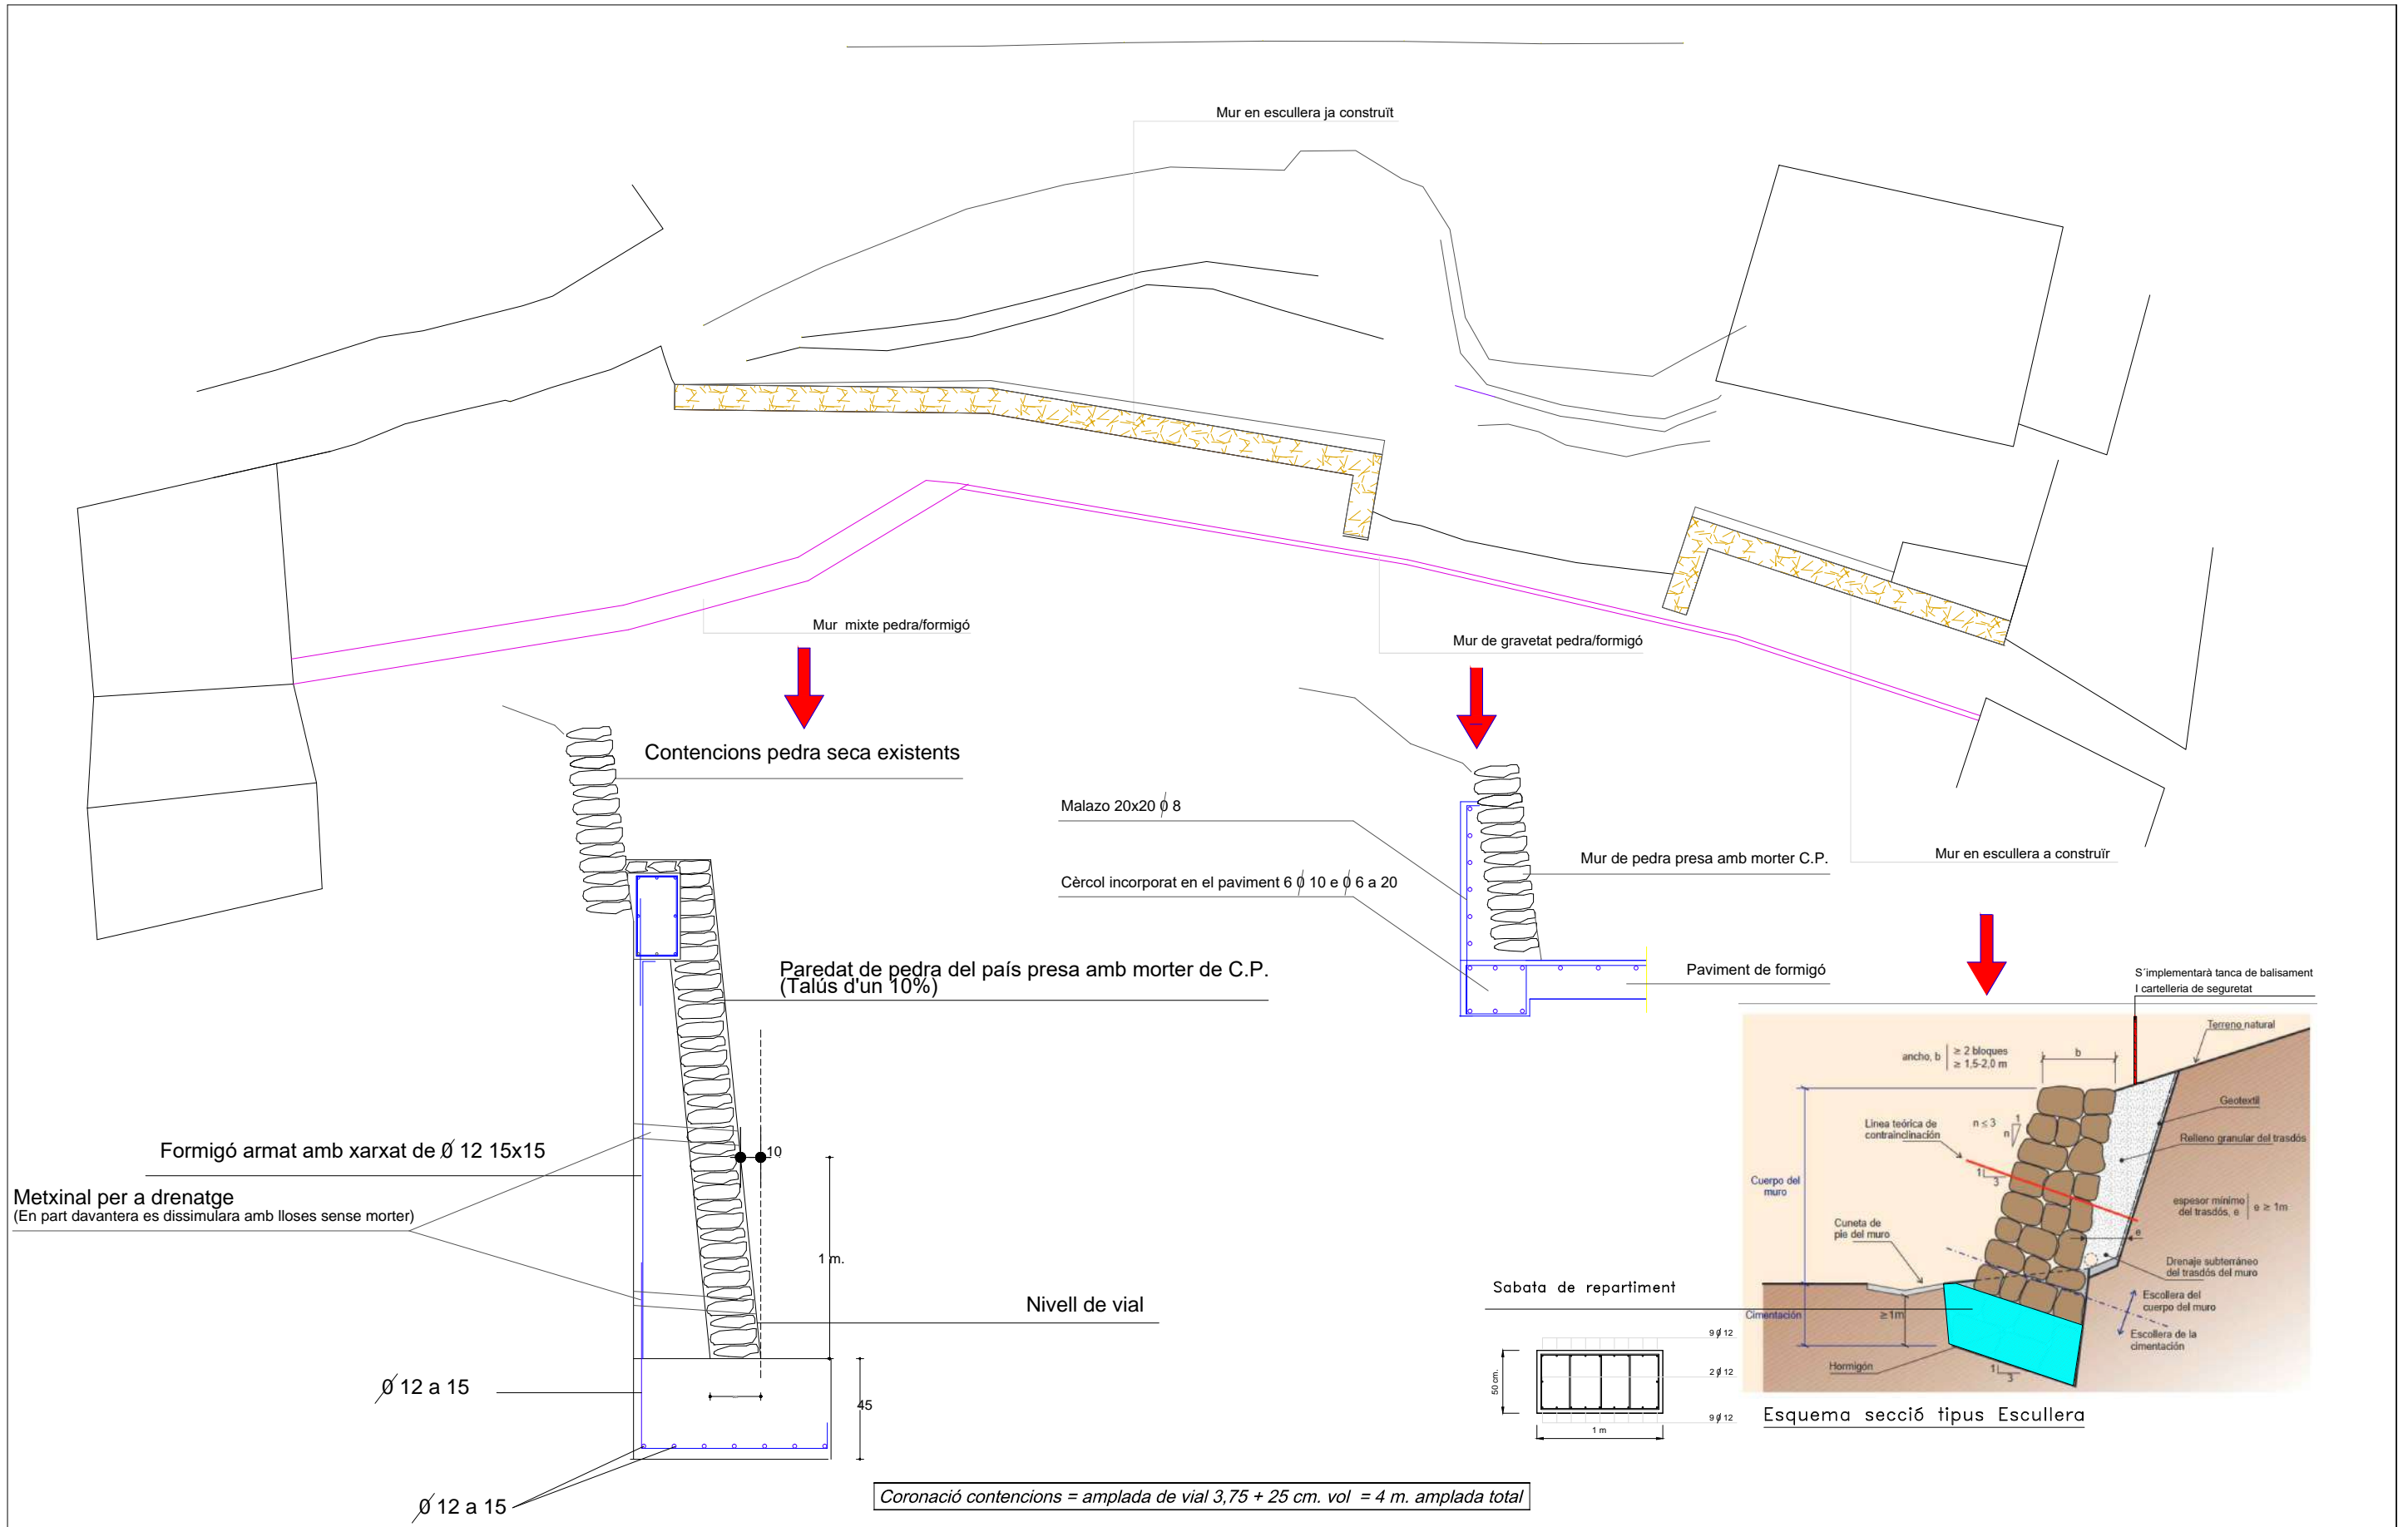 Mur en escullera ja construït
Mur  mixte pedra/formigó
Mur de gravetat pedra/formigó
Contencions pedra seca existents
Malazo 20x20 Ø 8
Mur de pedra presa amb morter C.P.
Mur en escullera a construïr
Cèrcol incorporat en el paviment 6 Ø 10 e Ø 6 a 20
Paredat de pedra del país presa amb morter de C.P.
(Talús d'un 10%)
Paviment de formigó
S´implementarà tanca de balisament
I cartelleria de seguretat
Terreno natural
ancho, b
≥ 2 bloques
≥ 1,5-2,0 m
b
Geotextil
Línea teórica de
contrainclinación
n ≤ 3
1
n
Relleno granular del trasdós
1
3
Cuerpo del
muro
espesor mínimo
del trasdós, e
e ≥ 1m
Cuneta de
pie del muro
e
Drenaje subterráneo
del trasdós del muro
Escollera del
cuerpo del muro
Cimentación
≥ 1m
Escollera de la
cimentación
Hormigón
1
3
Esquema secció tipus Escullera
Formigó armat amb xarxat de Ø 12 15x15
10
Metxinal per a drenatge
(En part davantera es dissimulara amb lloses sense morter)
1 m.
Nivell de vial
Sabata de repartiment
9 Ø 12
2 Ø 12
9 Ø 12
50 cm.
1 m
Ø 12 a 15
45
Ø 12 a 15
Coronació contencions = amplada de vial 3,75 + 25 cm. vol  = 4 m. amplada total